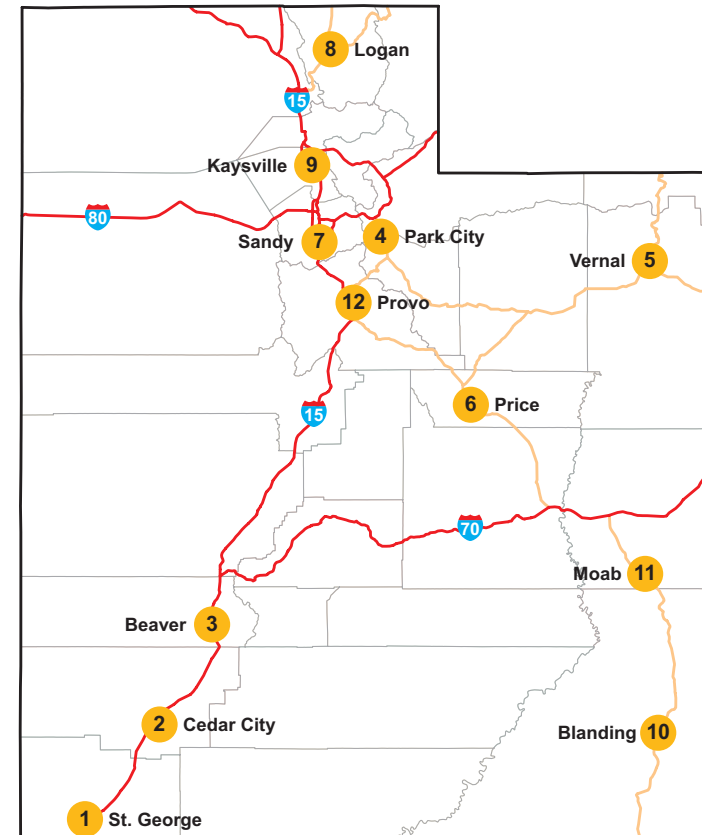 8 Logan
15
Kaysville 9
80
Sandy 7
4 Park City
Vernal 5
12 Provo
6 Price
15
70
Moab 11
Beaver 3
2 Cedar City
Blanding 10
1 St. George